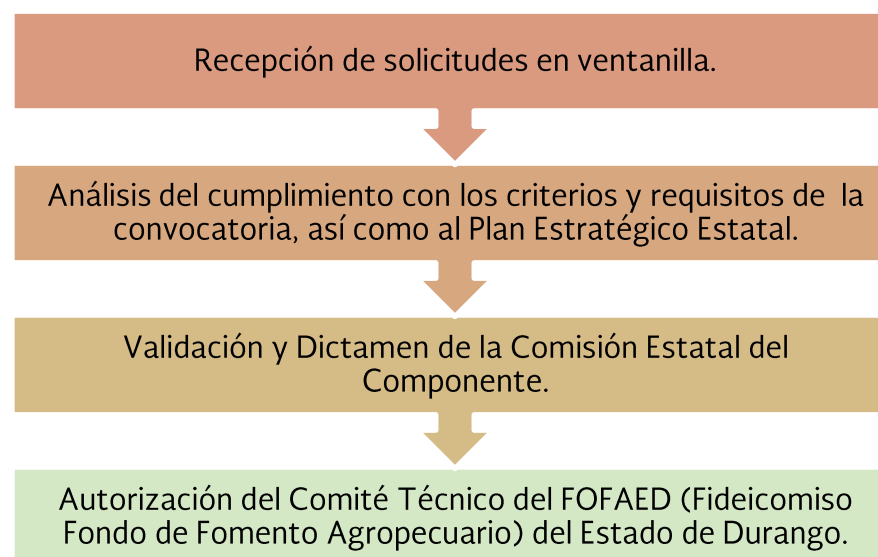 Recepción de solicitudes en ventanilla.
Análisis del cumplimiento con los criterios y requisitos de  la
convocatoria, así como al Plan Estratégico Estatal.
Validación y Dictamen de la Comisión Estatal del
Componente.
Autorización del Comité Técnico del FOFAED (Fideicomiso
Fondo de Fomento Agropecuario) del Estado de Durango.